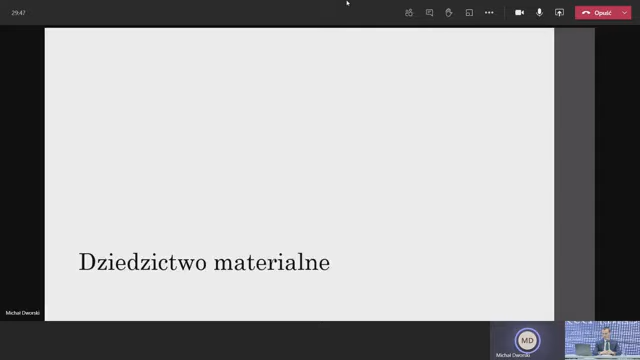 29:47
Opuść
Dziedzictwo materialne
Michał Dworski
MD
Michał Dworski